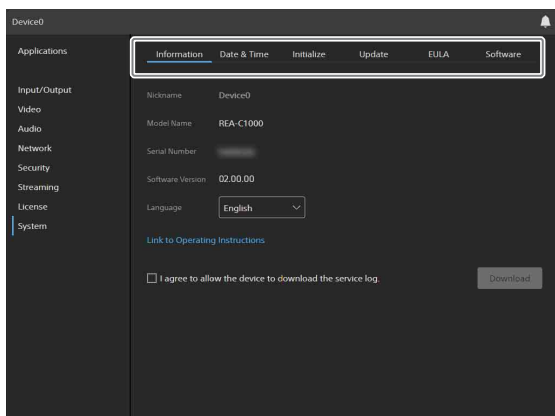 Device0
Applications
Input/Output
Video
Audio
Network
Security
Streaming
License
System
Information Date & Time Initialize Update EULA Software
Nickname Device0
Model Name REA-C1000
Serial Number
Software Version 02.00.00
Language English
Link to Operating Instructions
I agree to allow the device to download the service log. Download